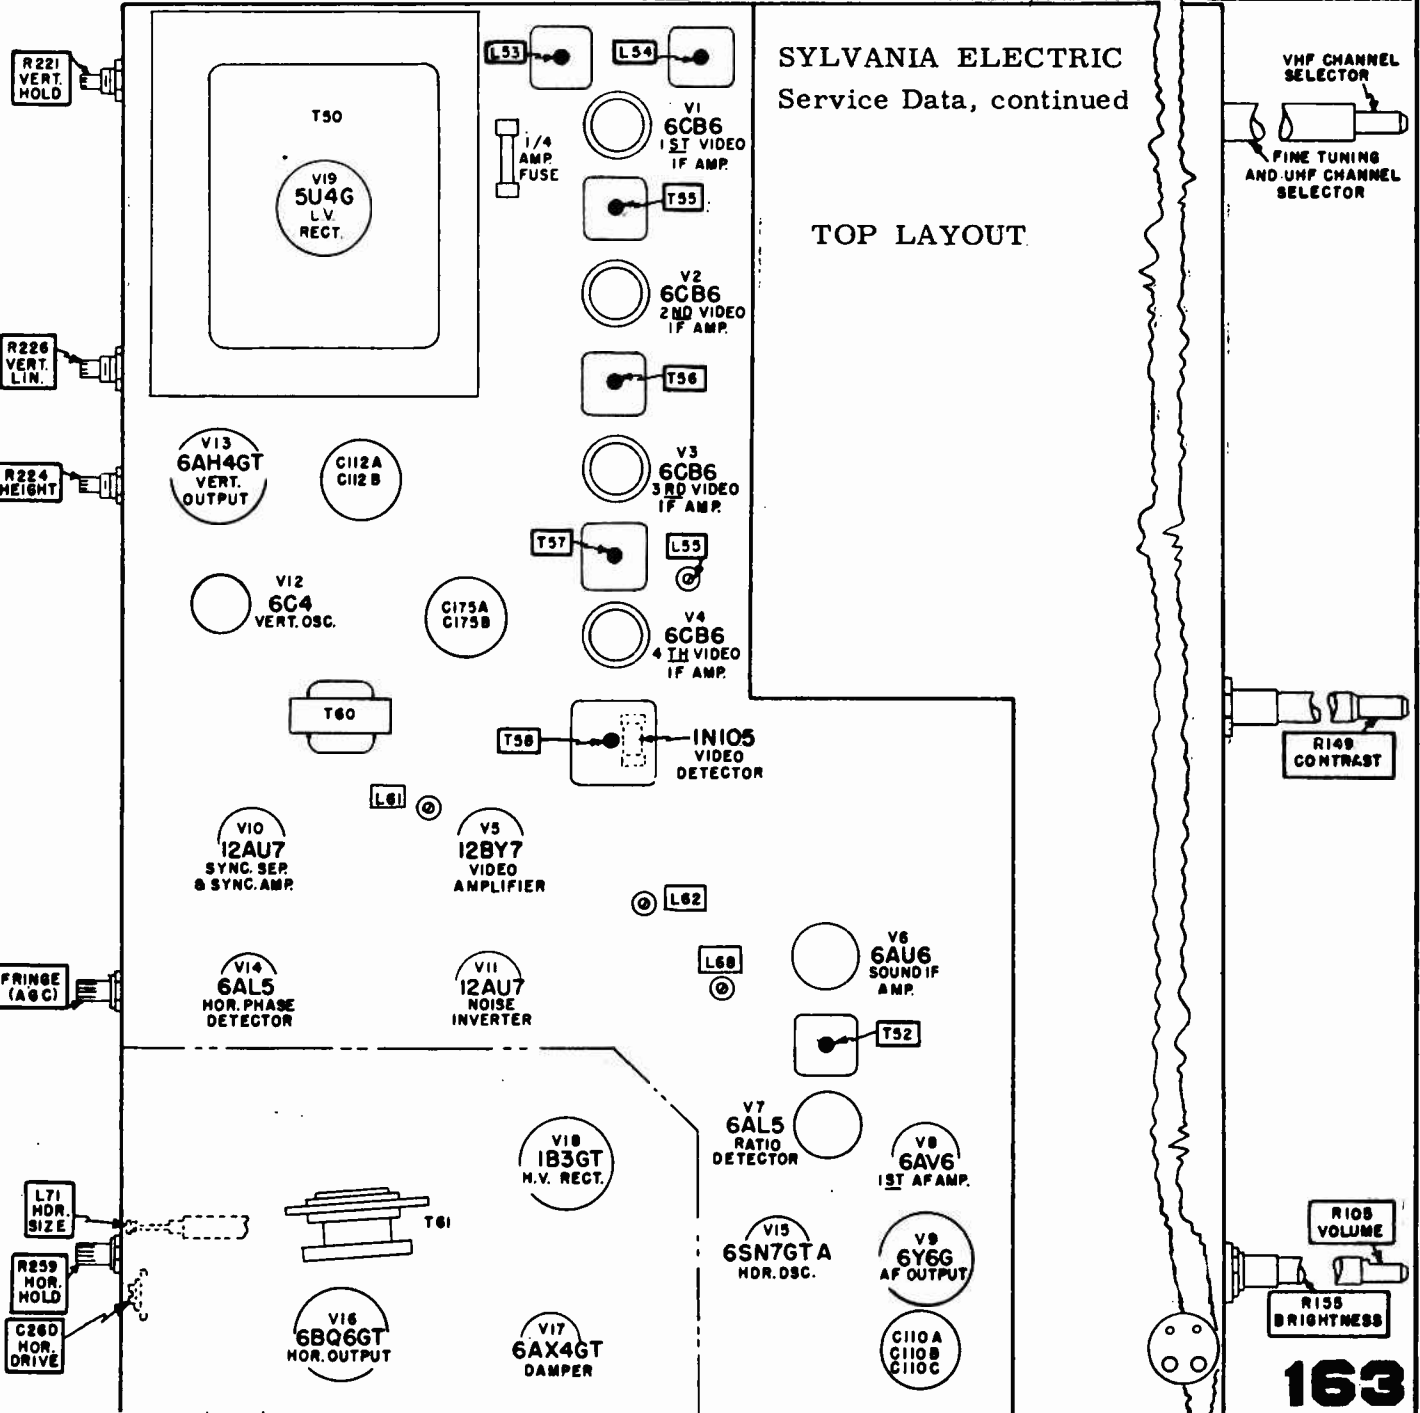 SYLVANIA ELECTRIC
Service Data, continued
TOP LAYOUT
R221
VERT.
HOLD
T50
V19
5U4G
L.V.
RECT.
L53
L54
1/4
AMP.
FUSE
V1
6CB6
1ST VIDEO
IF AMP.
T55
V2
6CB6
2ND VIDEO
IF AMP.
T56
R226
VERT.
LIN.
R224
HEIGHT
V13
6AH4GT
VERT.
OUTPUT
C112A
C112B
V3
6CB6
3RD VIDEO
IF AMP.
T57
L55
V12
6C4
VERT. OSC.
C175A
C175B
V4
6CB6
4TH VIDEO
IF AMP.
T60
T58
1N105
VIDEO
DETECTOR
L61
V10
12AU7
SYNC. SEP.
& SYNC. AMP.
V5
12BY7
VIDEO
AMPLIFIER
L62
FRINGE
(AGC)
V14
6AL5
HOR. PHASE
DETECTOR
V11
12AU7
NOISE
INVERTER
L68
V6
6AU6
SOUND IF
AMP.
T52
V7
6AL5
RATIO
DETECTOR
V8
6AV6
1ST AF AMP.
V18
1B3GT
H.V. RECT.
L71
HOR.
SIZE
T61
V15
6SN7GTA
HOR. OSC.
V9
6Y6G
AF OUTPUT
R259
HOR.
HOLD
C26D
HOR.
DRIVE
V16
6BQ6GT
HOR. OUTPUT
V17
6AX4GT
DAMPER
C110A
C110B
C110C
VHF CHANNEL
SELECTOR
FINE TUNING
AND UHF CHANNEL
SELECTOR
R149
CONTRAST
R105
VOLUME
R155
BRIGHTNESS
163